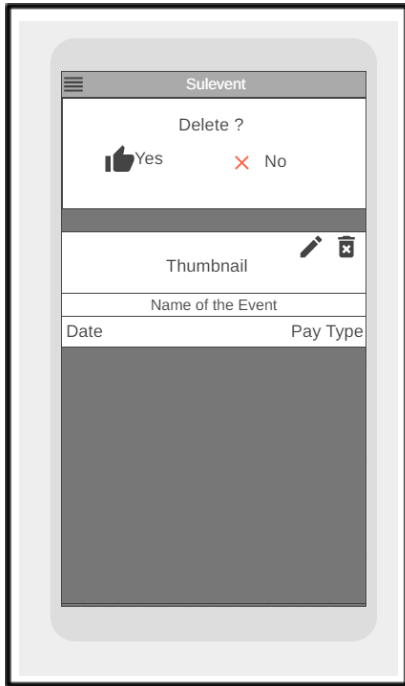 Sulevent
Delete ?
Yes No
Thumbnail
Name of the Event
Date Pay Type